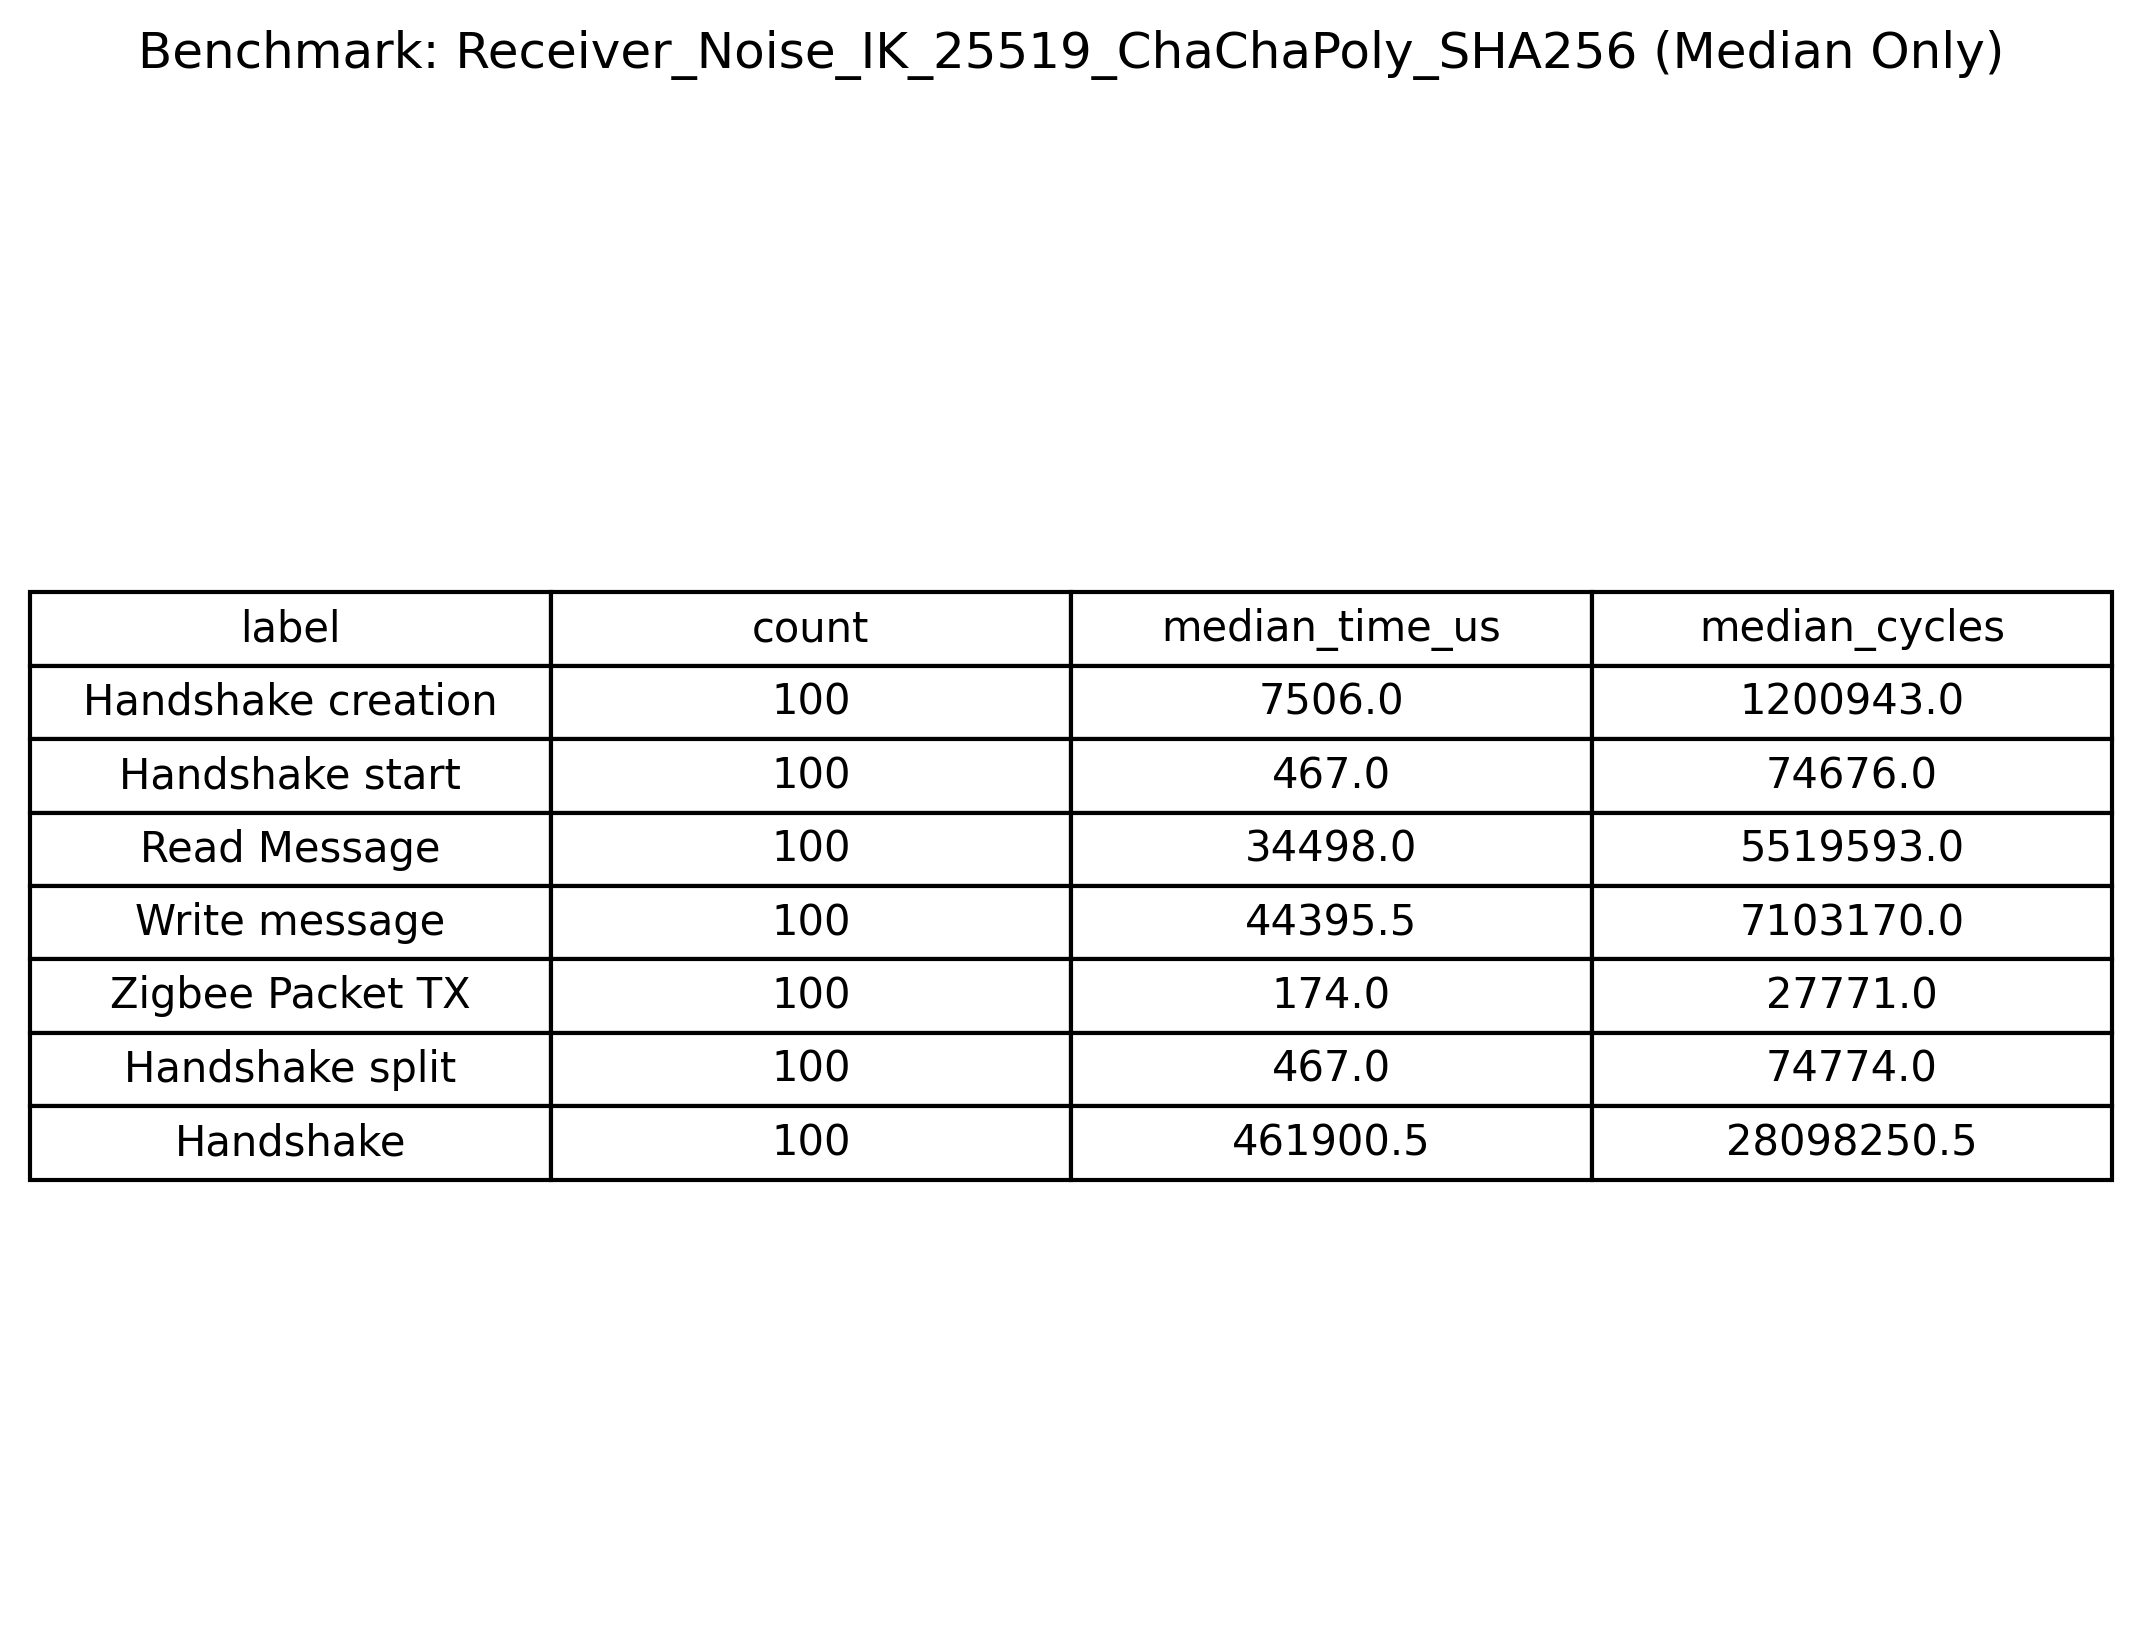 Benchmark: Receiver_Noise_IK_25519_ChaChaPoly_SHA256 (Median Only)
label count median_time_us median_cycles
Handshake creation 100 7506.0 1200943.0
Handshake start 100 467.0 74676.0
Read Message 100 34498.0 5519593.0
Write message 100 44395.5 7103170.0
Zigbee Packet TX 100 174.0 27771.0
Handshake split 100 467.0 74774.0
Handshake 100 461900.5 28098250.5